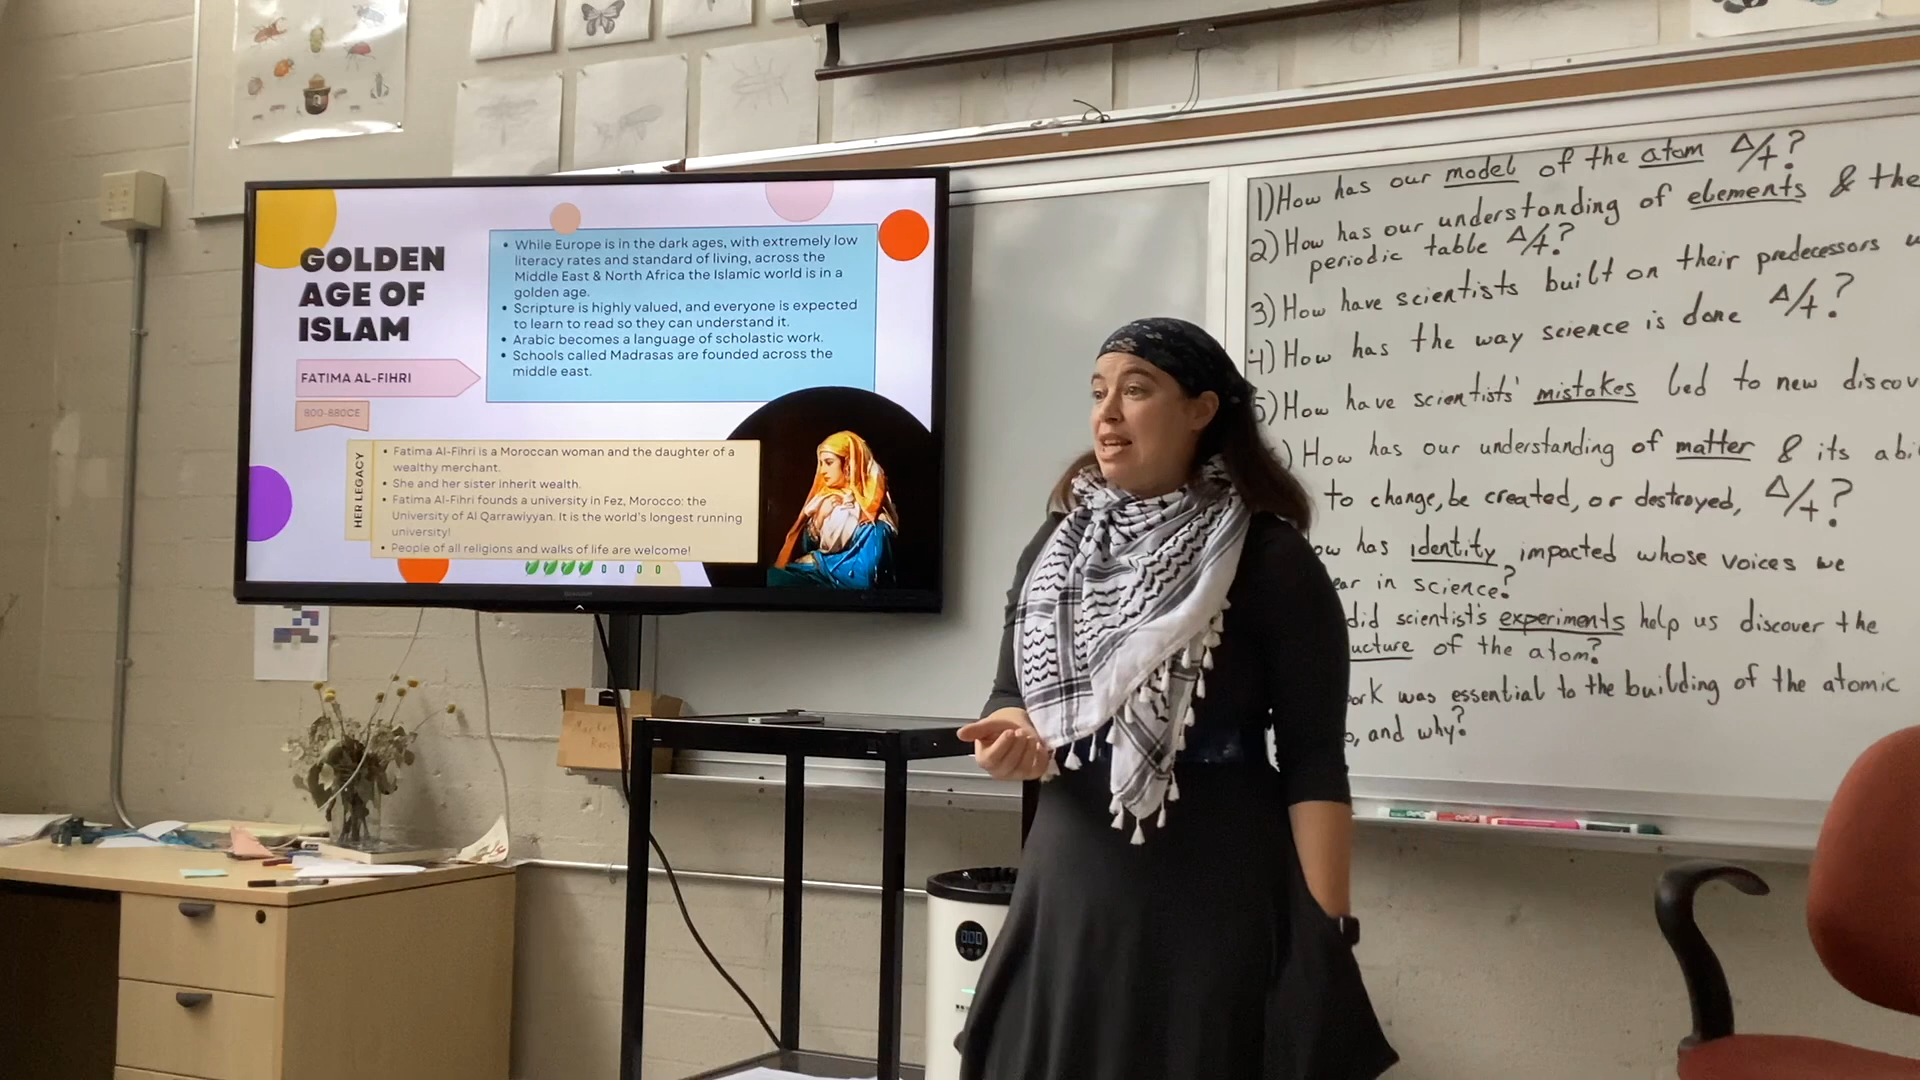 GOLDEN
AGE OF
ISLAM
FATIMA AL-FIHRI
800-880CE
• While Europe is in the dark ages, with extremely low
literacy rates and standard of living, across the
Middle East & North Africa the Islamic world is in a
golden age.
• Scripture is highly valued, and everyone is expected
to learn to read so they can understand it.
• Arabic becomes a language of scholastic work.
• Schools called Madrasas are founded across the
middle east.
HER LEGACY
• Fatima Al-Fihri is a Moroccan woman and the daughter of a
wealthy merchant.
• She and her sister inherit wealth.
• Fatima Al-Fihri founds a university in Fez, Morocco: the
University of Al Qarrawiyyan. It is the world's longest running
university!
• People of all religions and walks of life are welcome!
1) How has our model of the atom Δ/t?
2) How has our understanding of elements & the
periodic table Δ/t?
3) How have scientists built on their predecessors
4) How has the way science is done Δ/t?
5) How have scientists' mistakes led to new discov
) How has our understanding of matter & its abi
to change, be created, or destroyed, Δ/t?
ow has identity impacted whose voices we
ear in science?
did scientist's experiments help us discover the
ucture of the atom?
ork was essential to the building of the atomic
, and why?